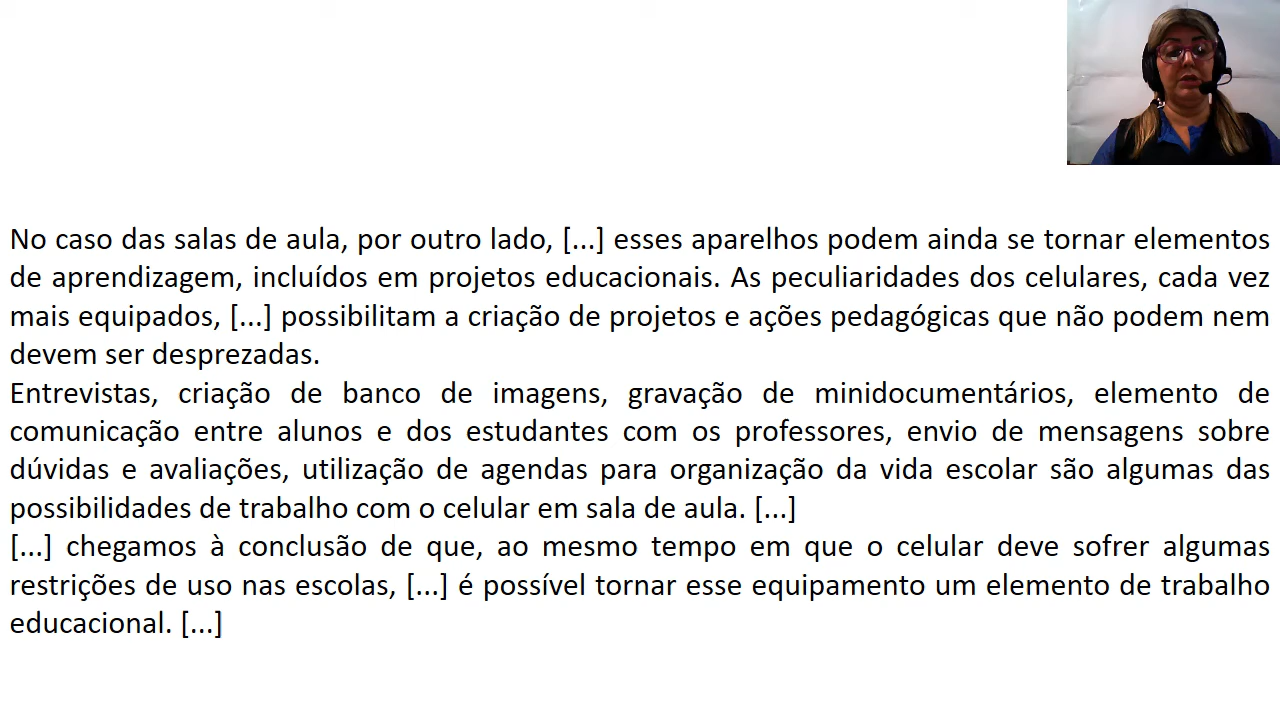 No caso das salas de aula, por outro lado, [...] esses aparelhos podem ainda se tornar elementos
de aprendizagem, incluídos em projetos educacionais. As peculiaridades dos celulares, cada vez
mais equipados, [...] possibilitam a criação de projetos e ações pedagógicas que não podem nem
devem ser desprezadas.
Entrevistas, criação de banco de imagens, gravação de minidocumentários, elemento de
comunicação entre alunos e dos estudantes com os professores, envio de mensagens sobre
dúvidas e avaliações, utilização de agendas para organização da vida escolar são algumas das
possibilidades de trabalho com o celular em sala de aula. [...]
[...] chegamos à conclusão de que, ao mesmo tempo em que o celular deve sofrer algumas
restrições de uso nas escolas, [...] é possível tornar esse equipamento um elemento de trabalho
educacional. [...]